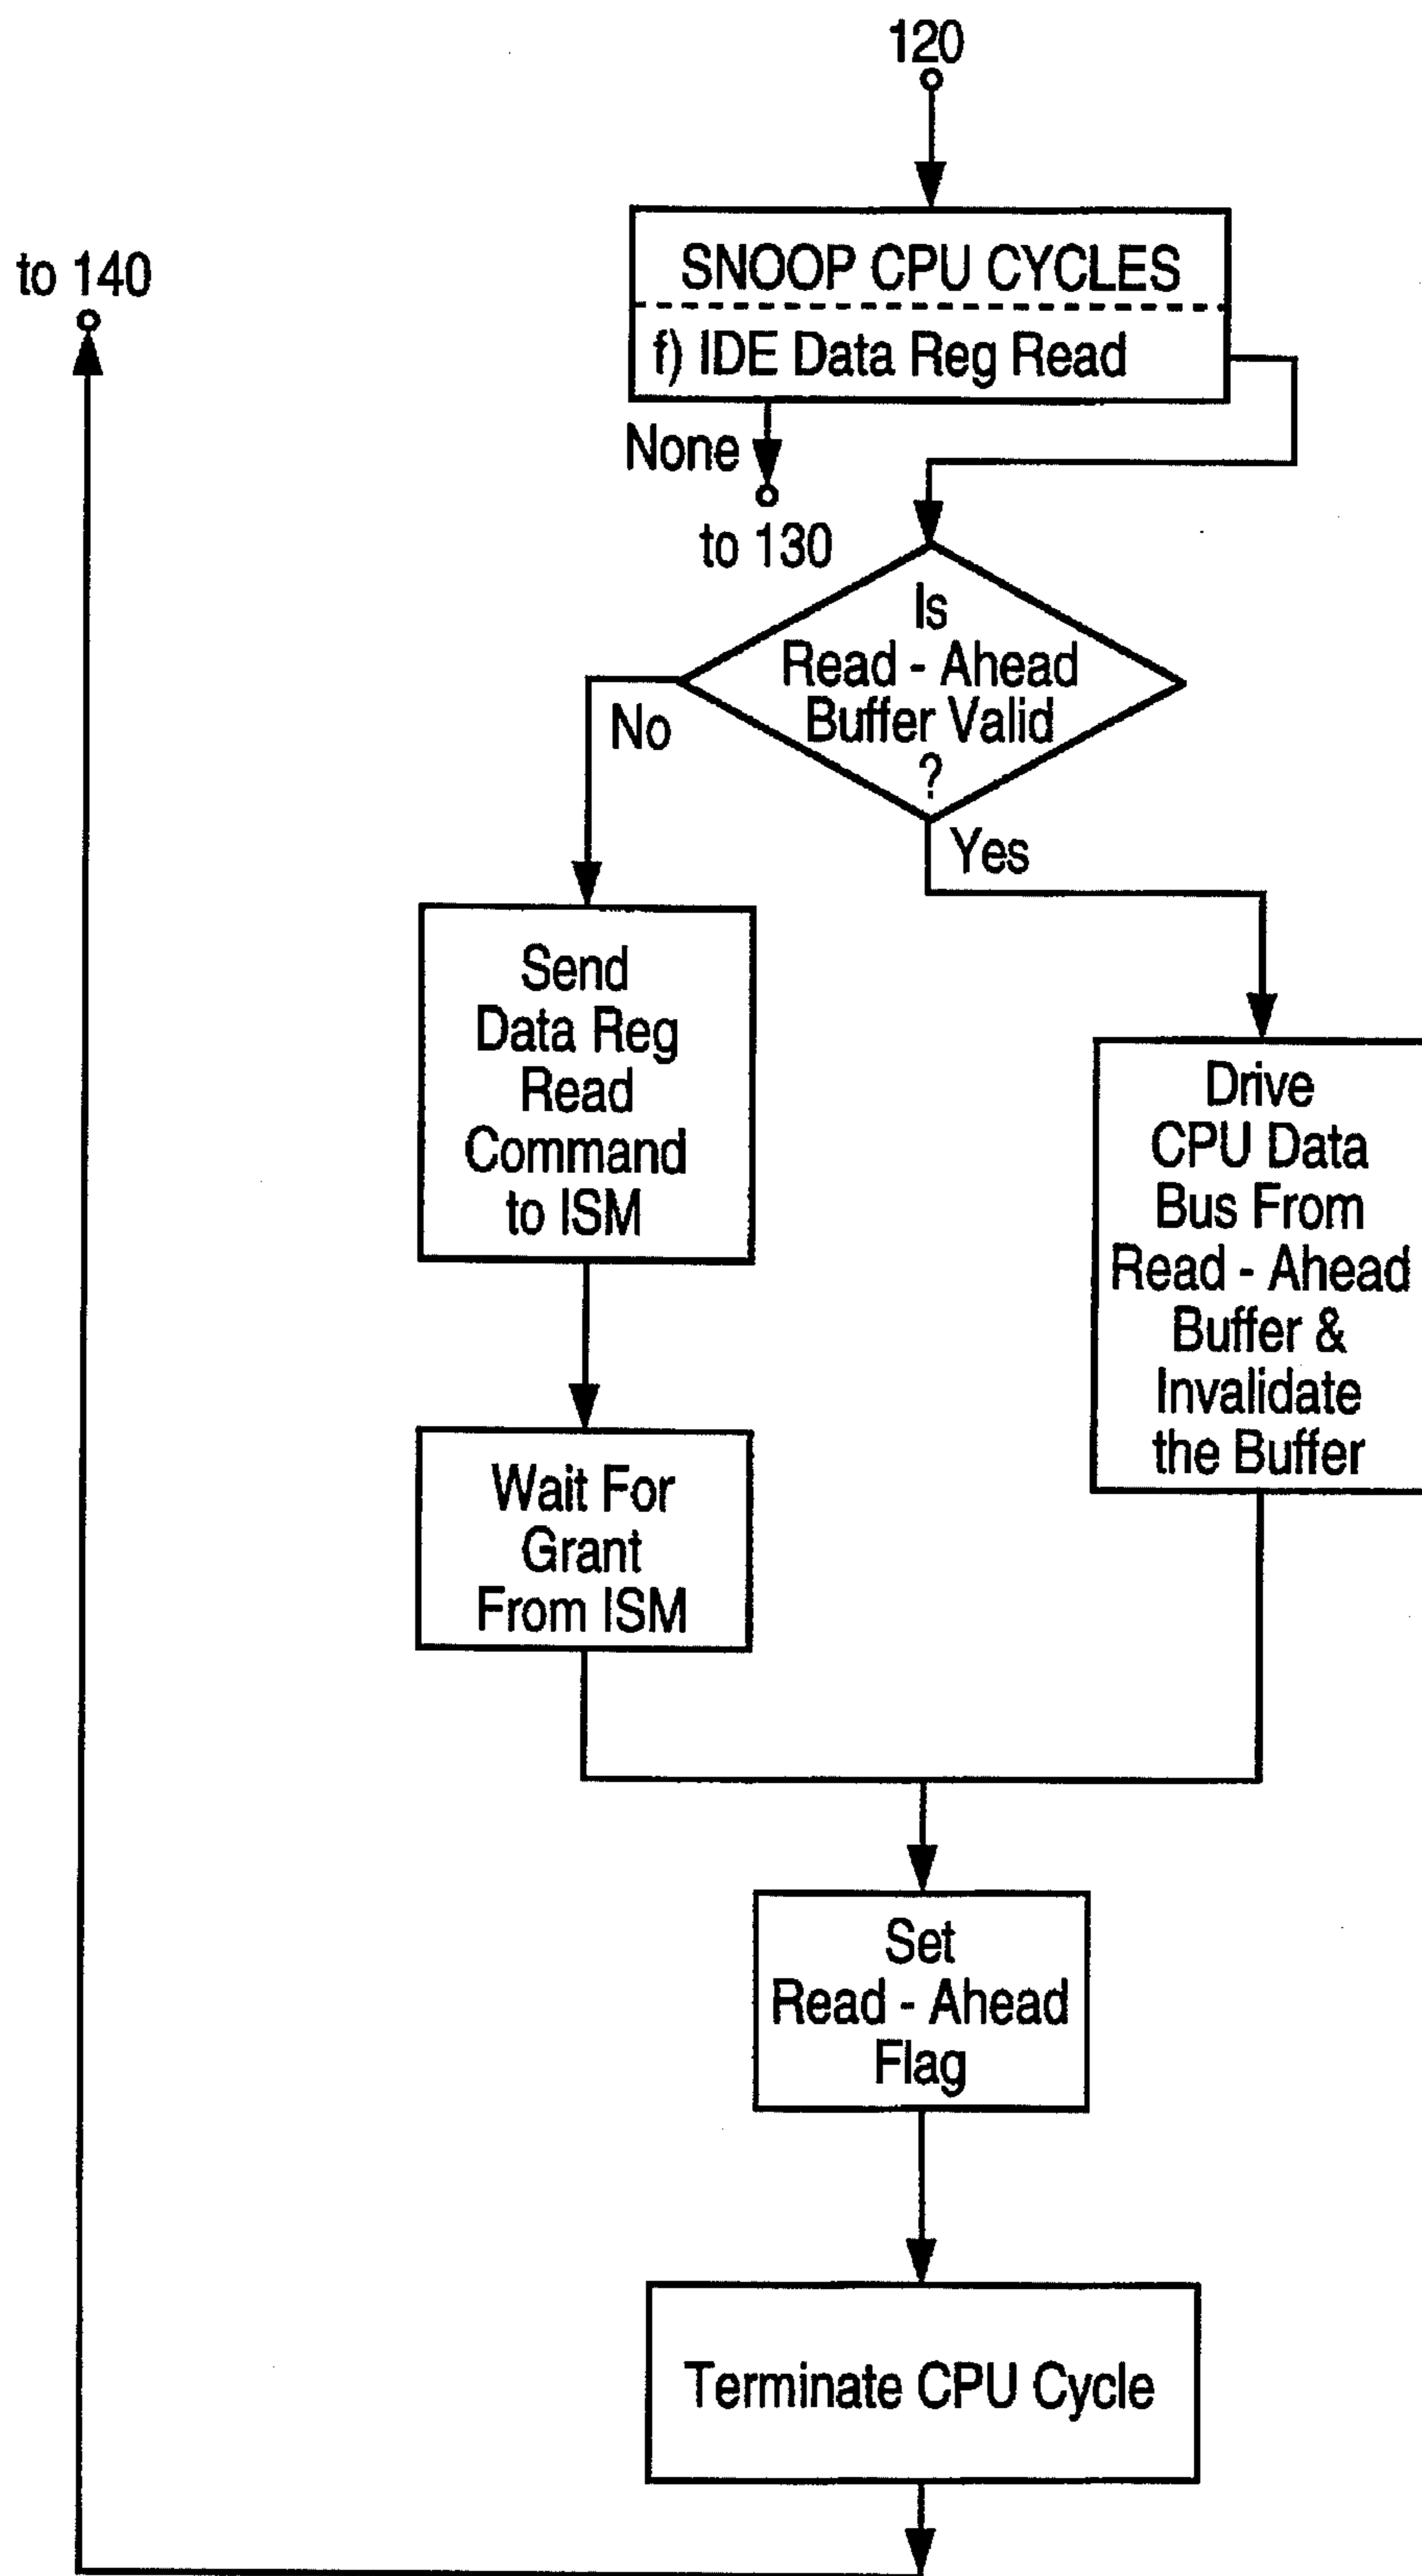 120
to 140
SNOOP CPU CYCLES
f) IDE Data Reg Read
None
to 130
Is
Read - Ahead
Buffer Valid
?
No
Yes
Send
Data Reg
Read
Command
to ISM
Drive
CPU Data
Bus From
Read - Ahead
Buffer &
Invalidate
the Buffer
Wait For
Grant
From ISM
Set
Read - Ahead
Flag
Terminate CPU Cycle